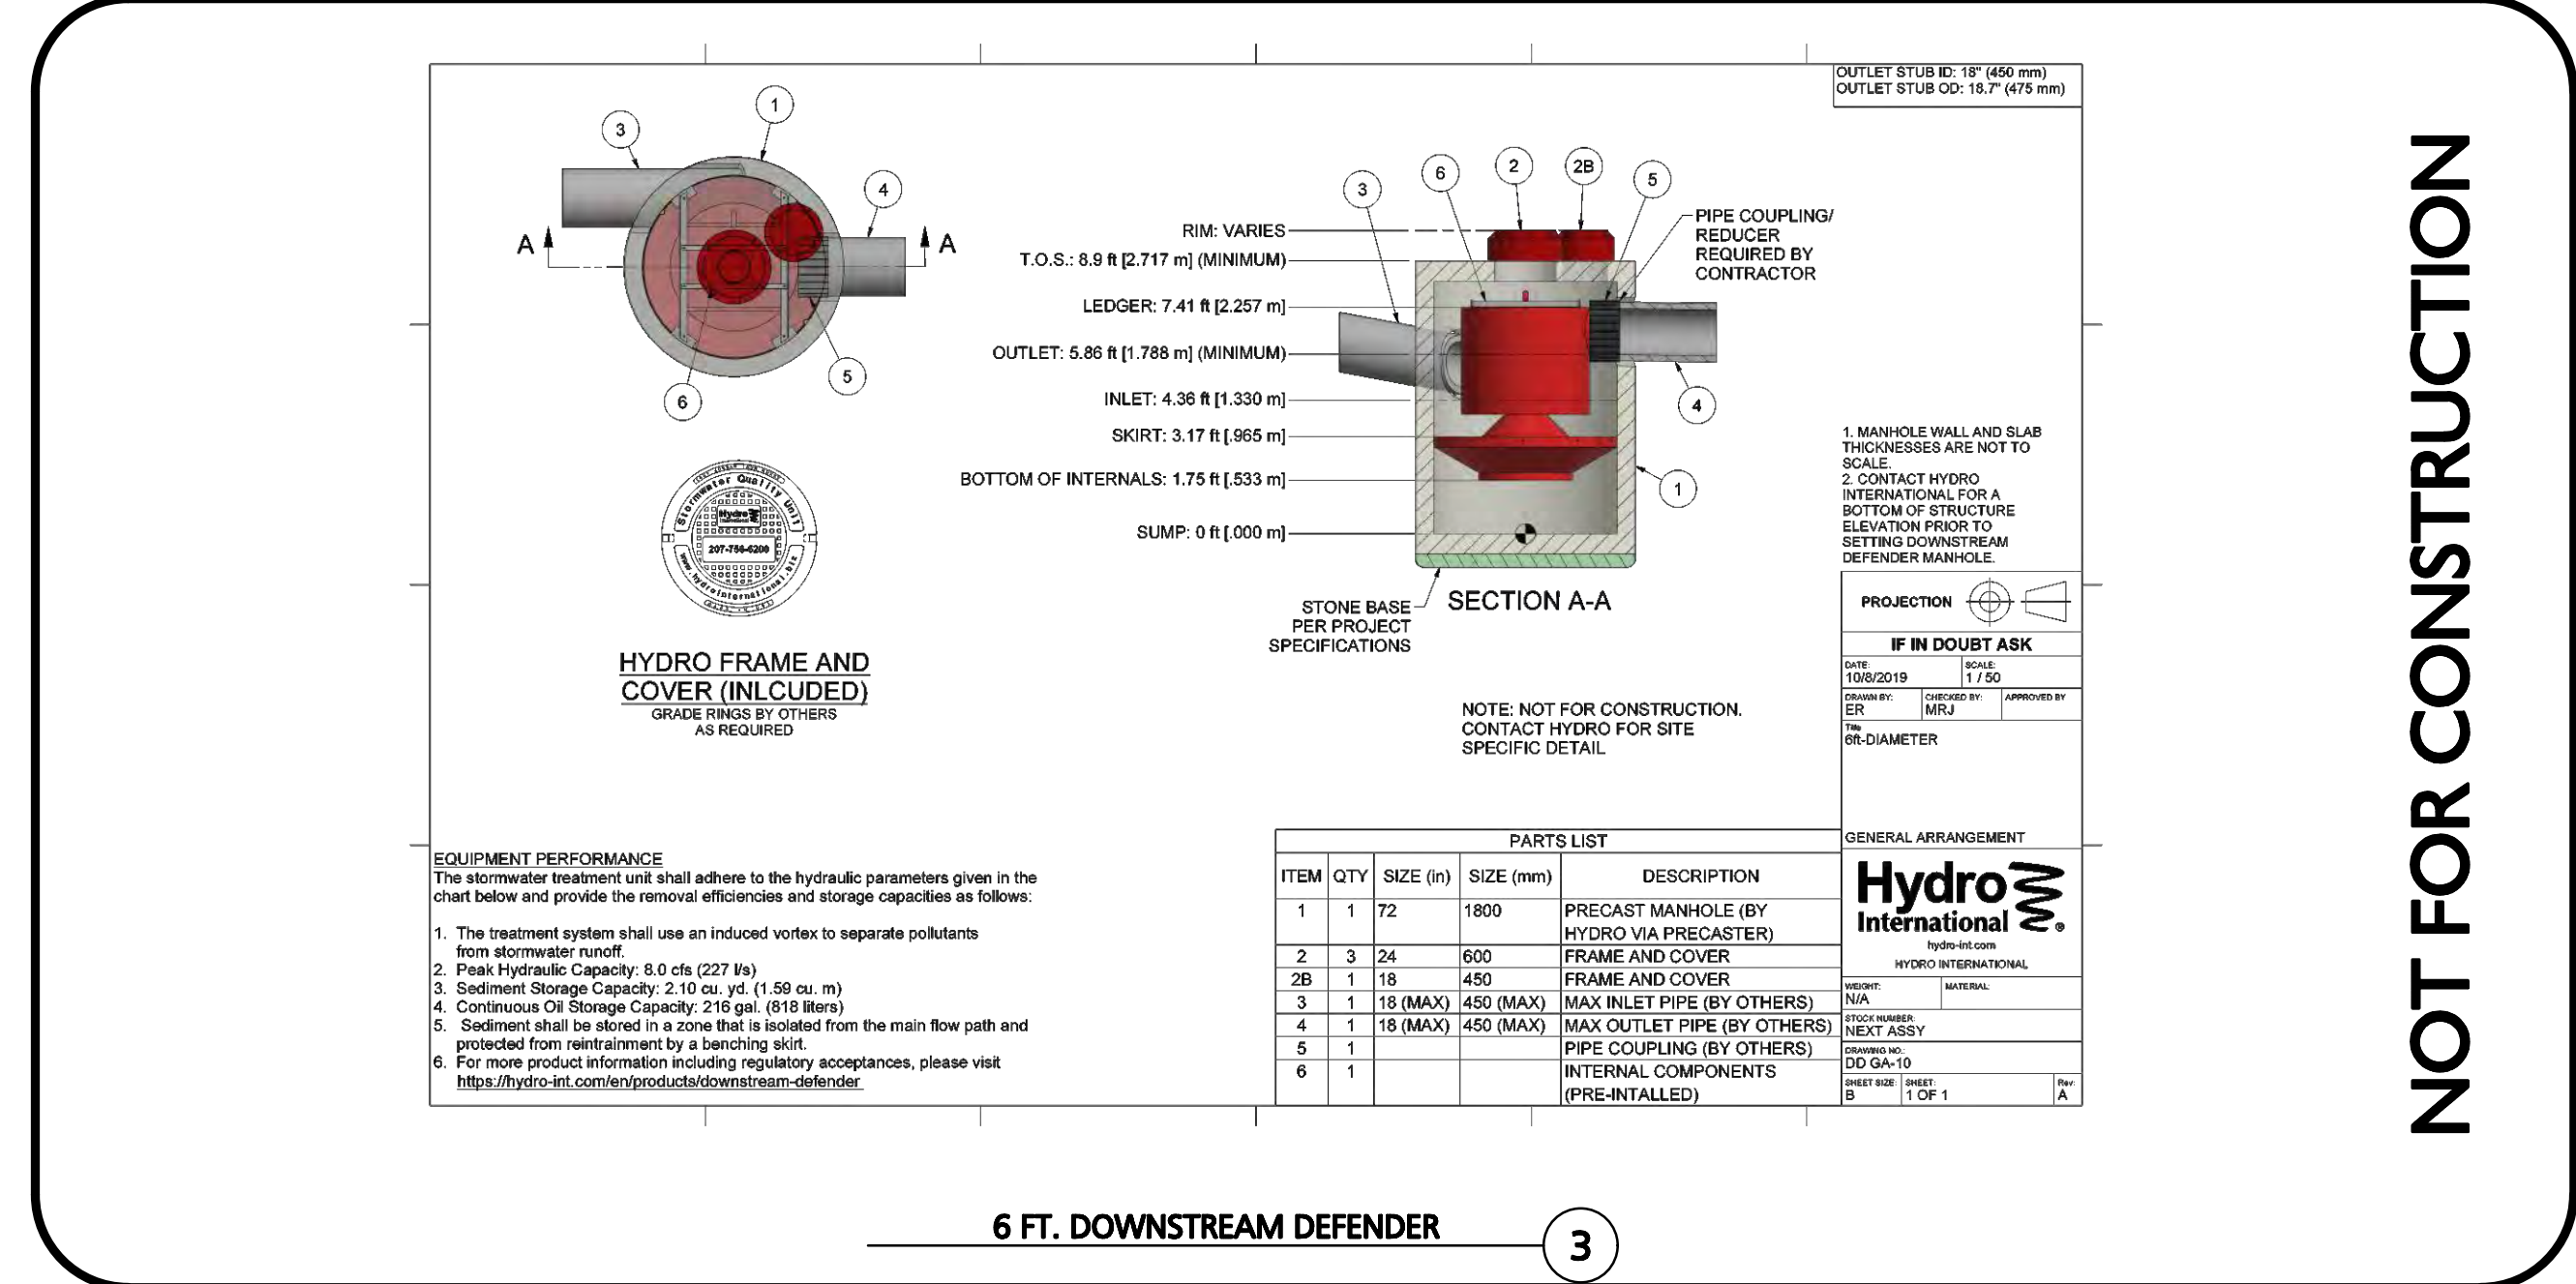 OUTLET STUB ID: 18" (450 mm)
OUTLET STUB OD: 18.7" (475 mm)
1
3
4
A
A
5
6
3
6
2
2B
5
PIPE COUPLING/
REDUCER
REQUIRED BY
CONTRACTOR
RIM: VARIES
T.O.S.: 8.9 ft [2.717 m] (MINIMUM)
LEDGER: 7.41 ft [2.257 m]
OUTLET: 5.86 ft [1.788 m] (MINIMUM)
INLET: 4.36 ft [1.330 m]
SKIRT: 3.17 ft [.965 m]
BOTTOM OF INTERNALS: 1.75 ft [.533 m]
SUMP: 0 ft [.000 m]
4
1
STONE BASE
PER PROJECT
SPECIFICATIONS
SECTION A-A
Stormwater Quality Unit
Hydro
International
207-756-6200
www.hydrointernational.biz
HYDRO FRAME AND
COVER (INLCUDED)
GRADE RINGS BY OTHERS
AS REQUIRED
NOTE: NOT FOR CONSTRUCTION.
CONTACT HYDRO FOR SITE
SPECIFIC DETAIL
1. MANHOLE WALL AND SLAB
THICKNESSES ARE NOT TO
SCALE.
2. CONTACT HYDRO
INTERNATIONAL FOR A
BOTTOM OF STRUCTURE
ELEVATION PRIOR TO
SETTING DOWNSTREAM
DEFENDER MANHOLE.
PROJECTION
IF IN DOUBT ASK
DATE: SCALE:
10/8/2019 1 / 50
DRAWN BY: CHECKED BY: APPROVED BY
ER MRJ
Title
6ft-DIAMETER
GENERAL ARRANGEMENT
Hydro
International ®
hydro-int.com
HYDRO INTERNATIONAL
WEIGHT: MATERIAL:
N/A
STOCK NUMBER:
NEXT ASSY
DRAWING NO.:
DD GA-10
SHEET SIZE: SHEET: Rev:
B 1 OF 1 A
EQUIPMENT PERFORMANCE
The stormwater treatment unit shall adhere to the hydraulic parameters given in the
chart below and provide the removal efficiencies and storage capacities as follows:
1. The treatment system shall use an induced vortex to separate pollutants
from stormwater runoff.
2. Peak Hydraulic Capacity: 8.0 cfs (227 l/s)
3. Sediment Storage Capacity: 2.10 cu. yd. (1.59 cu. m)
4. Continuous Oil Storage Capacity: 216 gal. (818 liters)
5. Sediment shall be stored in a zone that is isolated from the main flow path and
protected from reintrainment by a benching skirt.
6. For more product information including regulatory acceptances, please visit
https://hydro-int.com/en/products/downstream-defender
PARTS LIST
ITEM QTY SIZE (in) SIZE (mm) DESCRIPTION
1 1 72 1800 PRECAST MANHOLE (BY
HYDRO VIA PRECASTER)
2 3 24 600 FRAME AND COVER
2B 1 18 450 FRAME AND COVER
3 1 18 (MAX) 450 (MAX) MAX INLET PIPE (BY OTHERS)
4 1 18 (MAX) 450 (MAX) MAX OUTLET PIPE (BY OTHERS)
5 1 PIPE COUPLING (BY OTHERS)
6 1 INTERNAL COMPONENTS
(PRE-INTALLED)
6 FT. DOWNSTREAM DEFENDER
3
NOT FOR CONSTRUCTION